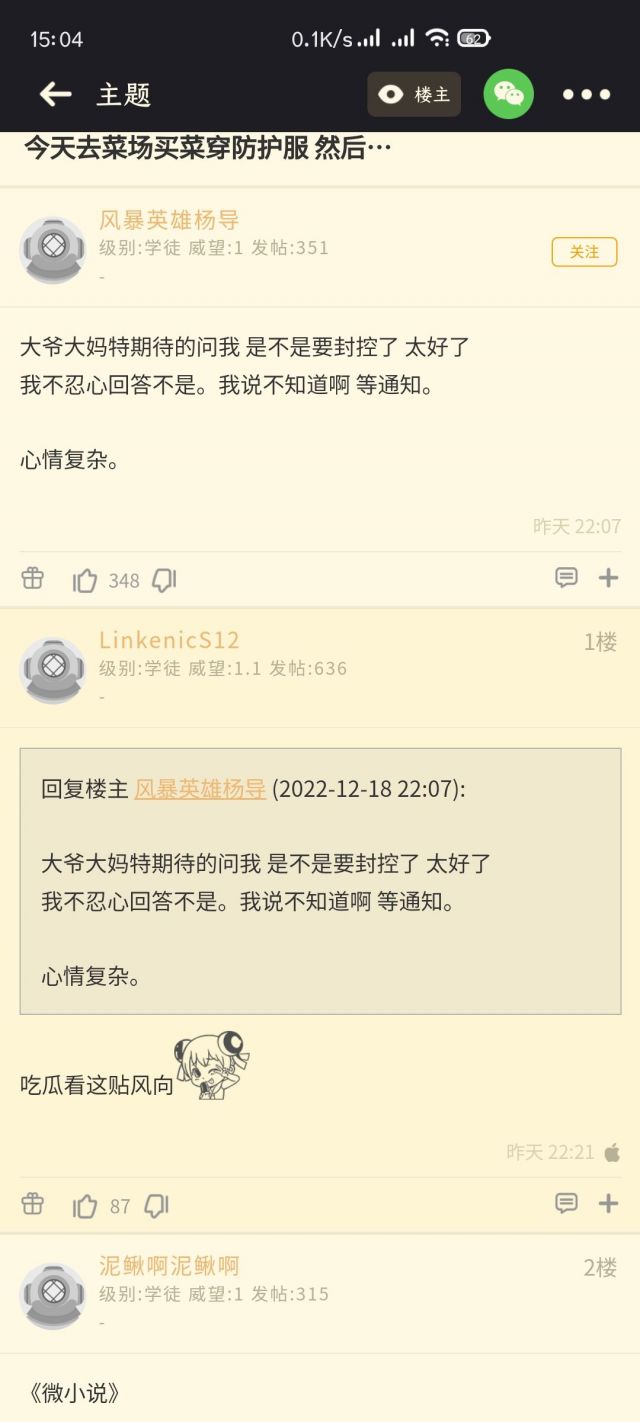 15:04
0.1K/s
62
主题
楼主
今天去菜场买菜穿防护服 然后…
风暴英雄杨导
级别:学徒 威望:1 发帖:351
-
关注
大爷大妈特期待的问我 是不是要封控了 太好了
我不忍心回答不是。我说不知道啊 等通知。
心情复杂。
昨天 22:07
348
LinkenicS12
1楼
级别:学徒 威望:1.1 发帖:636
-
回复楼主 风暴英雄杨导 (2022-12-18 22:07):
大爷大妈特期待的问我 是不是要封控了 太好了
我不忍心回答不是。我说不知道啊 等通知。
心情复杂。
吃瓜看这贴风向
昨天 22:21
87
泥鳅啊泥鳅啊
2楼
级别:学徒 威望:1 发帖:315
-
《微小说》